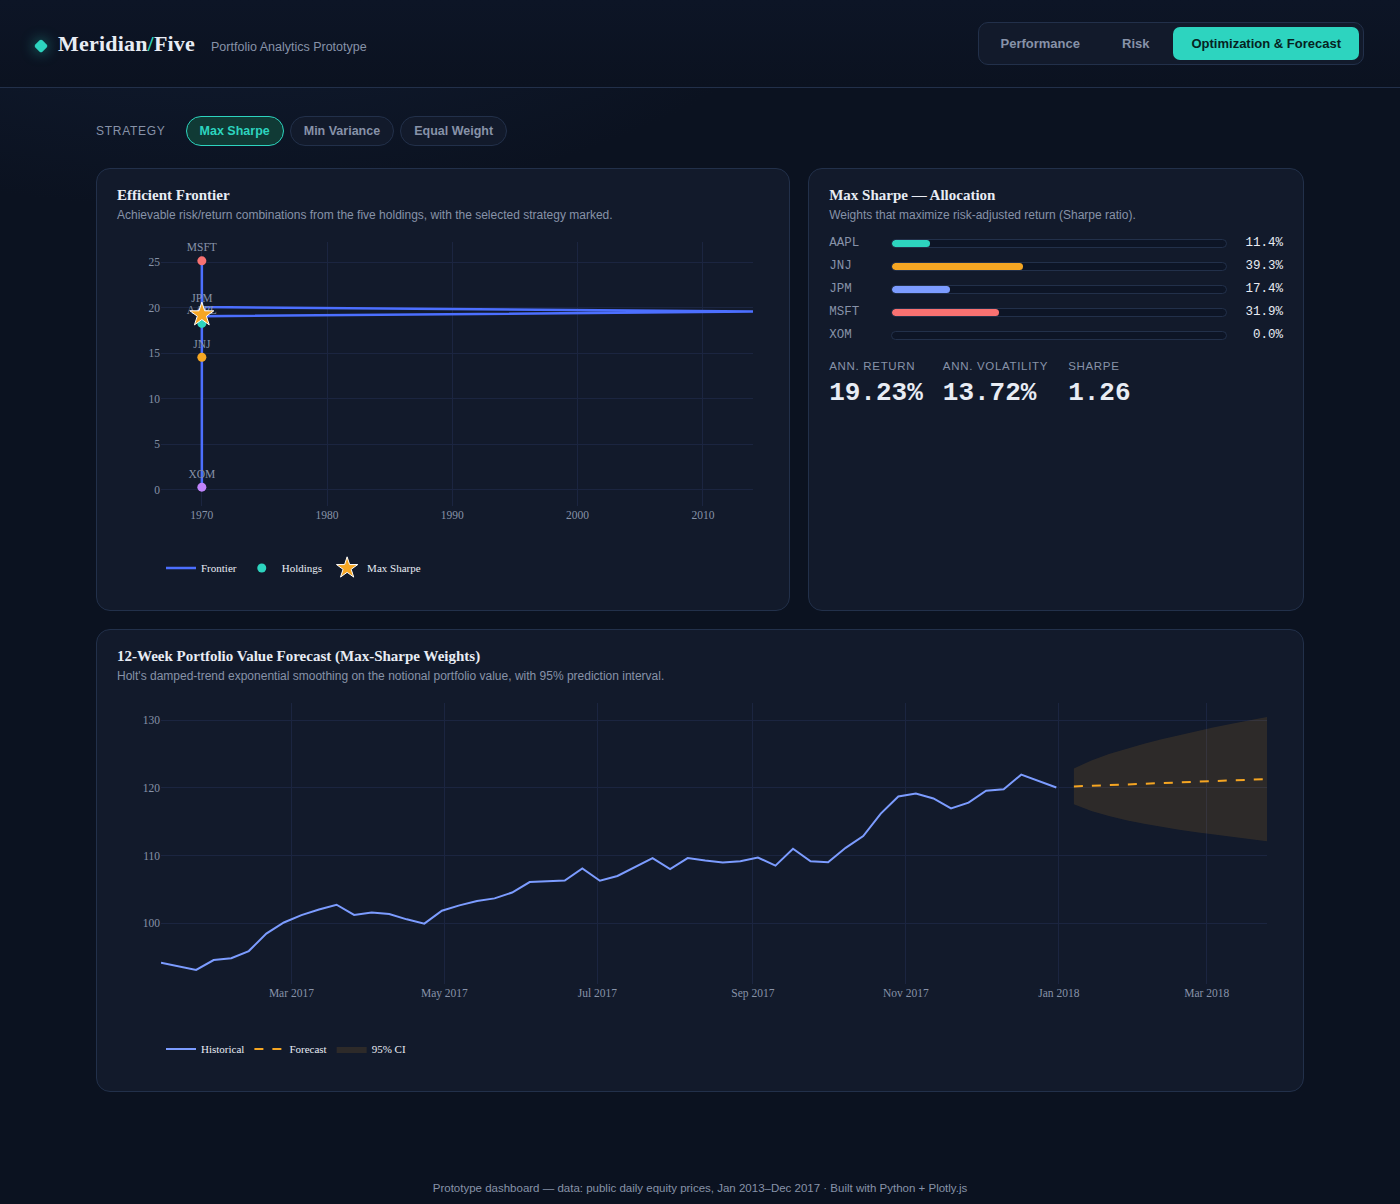 Meridian/Five Portfolio Analytics Prototype
Performance Risk Optimization & Forecast
STRATEGY Max Sharpe Min Variance Equal Weight
Efficient Frontier
Achievable risk/return combinations from the five holdings, with the selected strategy marked.
MSFT
25
JPM
20
JNJ
15
10
5
XOM
0
1970 1980 1990 2000 2010
Frontier Holdings Max Sharpe
Max Sharpe — Allocation
Weights that maximize risk-adjusted return (Sharpe ratio).
AAPL 11.4%
JNJ 39.3%
JPM 17.4%
MSFT 31.9%
XOM 0.0%
ANN. RETURN ANN. VOLATILITY SHARPE
19.23% 13.72% 1.26
12-Week Portfolio Value Forecast (Max-Sharpe Weights)
Holt's damped-trend exponential smoothing on the notional portfolio value, with 95% prediction interval.
130
120
110
100
Mar 2017 May 2017 Jul 2017 Sep 2017 Nov 2017 Jan 2018 Mar 2018
Historical Forecast 95% CI
Prototype dashboard — data: public daily equity prices, Jan 2013–Dec 2017 · Built with Python + Plotly.js